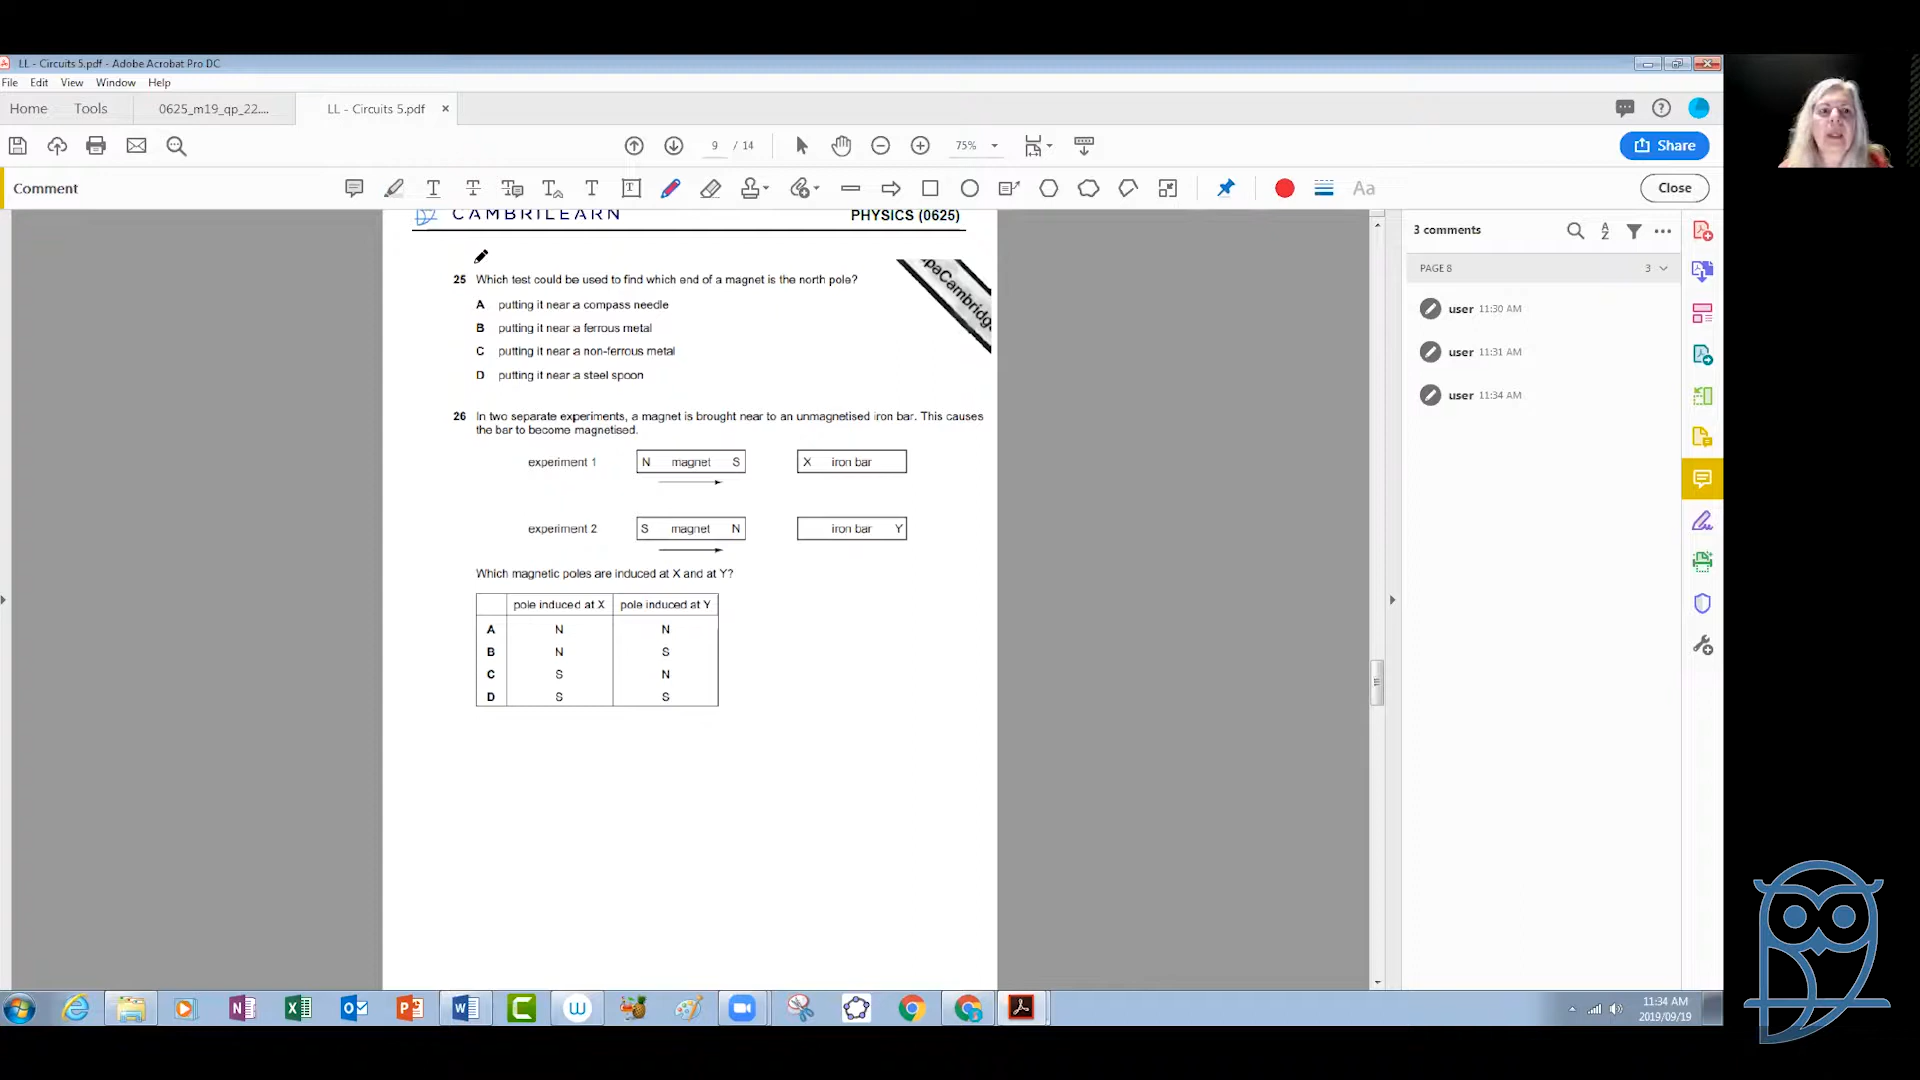 LL - Circuits 5.pdf - Adobe Acrobat Pro DC
File Edit View Window Help
Home Tools 0625_m19_qp_22.... LL - Circuits 5.pdf ×
9 / 14 75% Share
Comment Aa Close
CAMBRILEARN PHYSICS (0625)
paCambridge
25 Which test could be used to find which end of a magnet is the north pole?
A putting it near a compass needle
B putting it near a ferrous metal
C putting it near a non-ferrous metal
D putting it near a steel spoon
26 In two separate experiments, a magnet is brought near to an unmagnetised iron bar. This causes
the bar to become magnetised.
experiment 1 N magnet S X iron bar
experiment 2 S magnet N iron bar Y
Which magnetic poles are induced at X and at Y?
pole induced at X pole induced at Y
A N N
B N S
C S N
D S S
3 comments
PAGE 8 3
user 11:30 AM
user 11:31 AM
user 11:34 AM
11:34 AM
2019/09/19